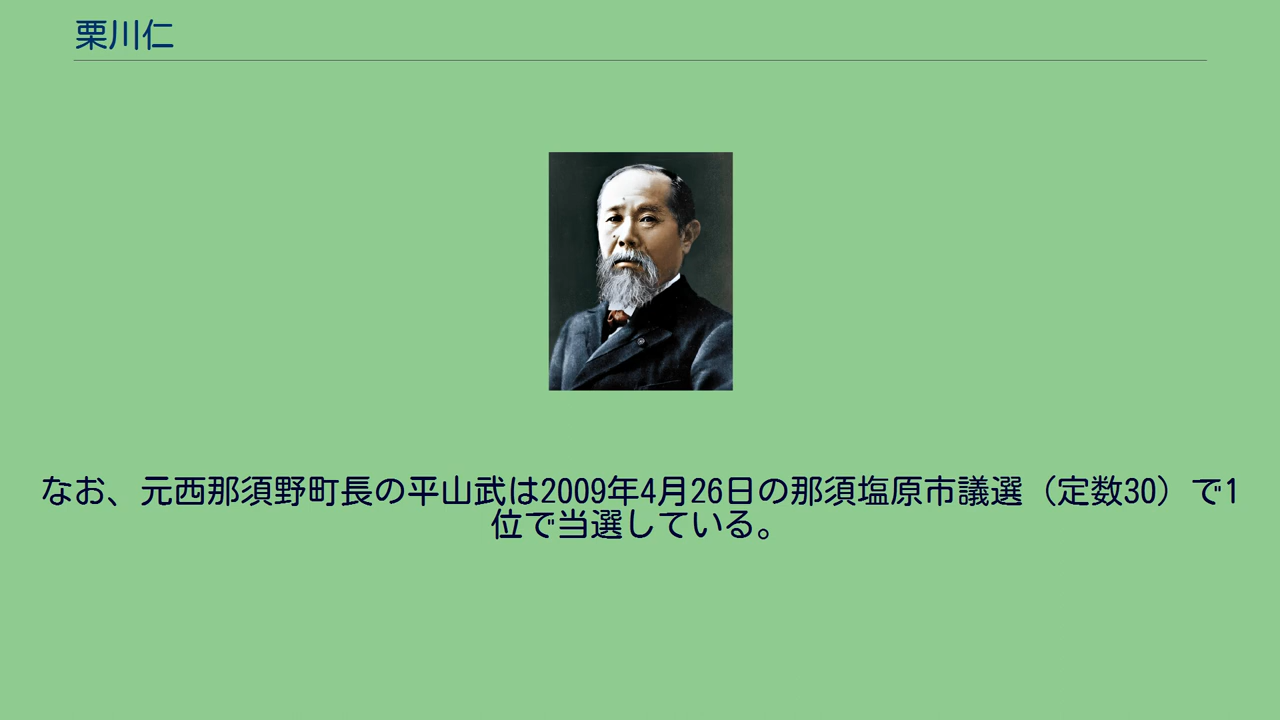 栗川仁
なお、元西那須野町長の平山武は2009年4月26日の那須塩原市議選（定数30）で1
位で当選している。